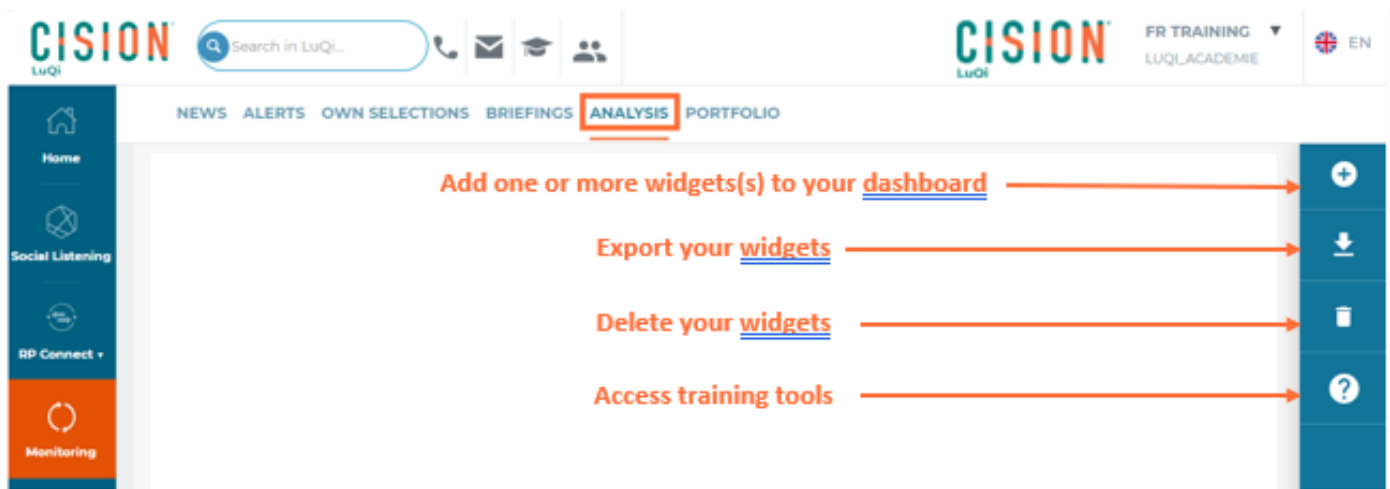 CISION
LuQi
Search in LuQi...
CISION
LuQi
FR TRAINING
LUQI_ACADEMIE
EN
NEWS ALERTS OWN SELECTIONS BRIEFINGS ANALYSIS PORTFOLIO
Home
Social Listening
RP Connect
Monitoring
Add one or more widgets(s) to your dashboard
Export your widgets
Delete your widgets
Access training tools